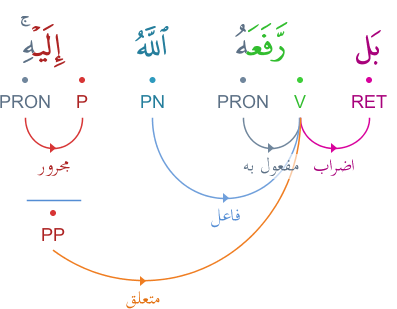 بَل رَّفَعَهُ ٱللَّهُ إِلَيْهِ ۚ
RET V PRON PN P PRON
اضراب مفعول به مجرور
فاعل
PP
متعلق